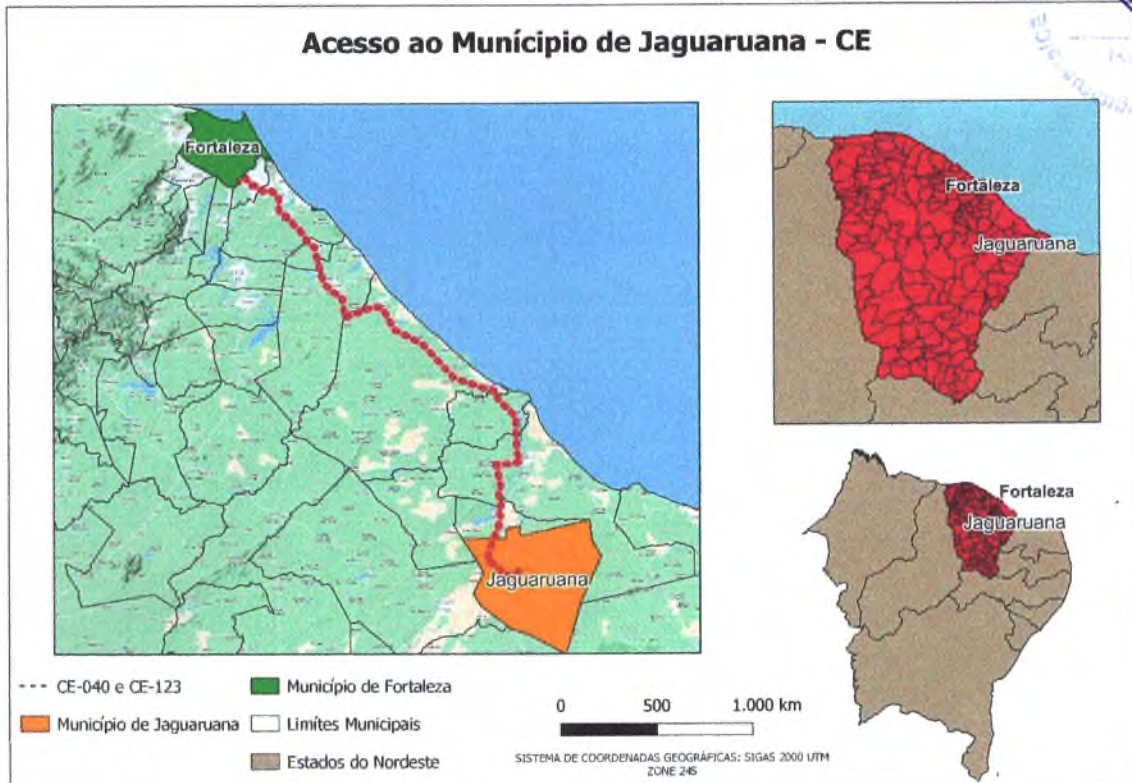 Acesso ao Munícipio de Jaguaruana - CE
Fortaleza
Jaguaruana
Fortaleza
Jaguaruana
Fortaleza
Jaguaruana
CE-040 e CE-123
Município de Fortaleza
Município de Jaguaruana
Limítes Municipais
Estados do Nordeste
0 500 1.000 km
SISTEMA DE COORDENADAS GEOGRÁFICAS: SIGAS 2000 UTM
ZONE 24S